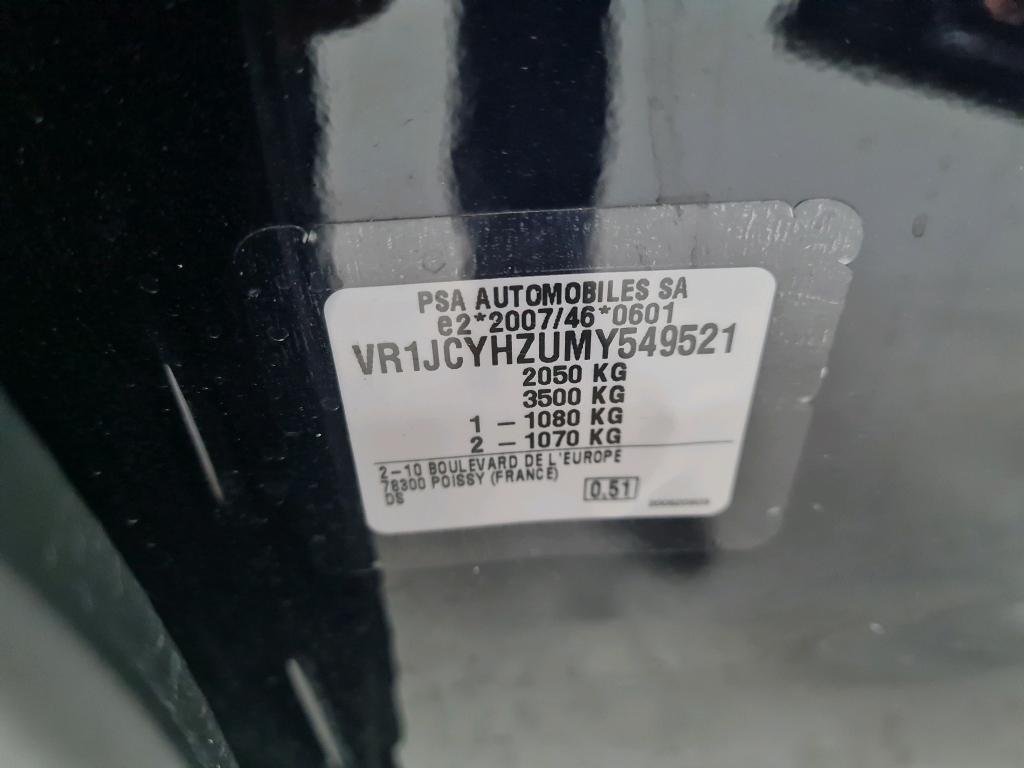 PSA AUTOMOBILES SA
e2*2007/46*0601
VR1JCYHZUMY549521
2050 KG
3500 KG
1 - 1080 KG
2 - 1070 KG
2-10 BOULEVARD DE L'EUROPE
78300 POISSY (FRANCE)
DS
0.51